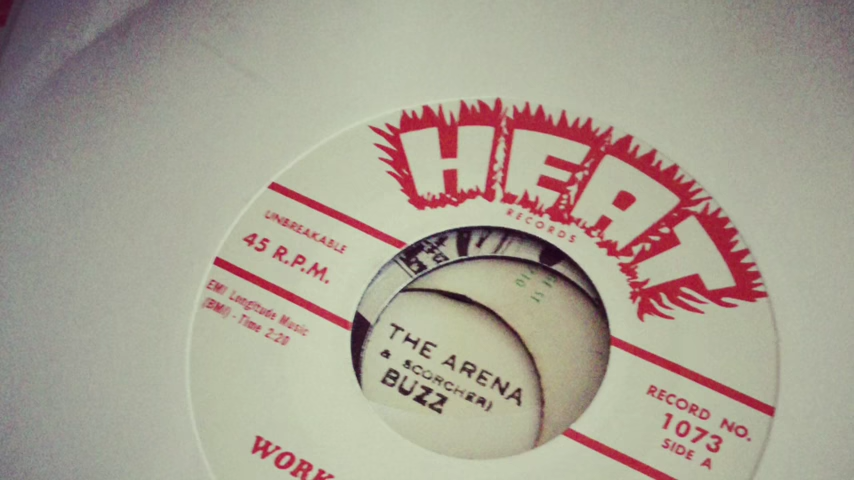 HEAT
RECORDS
UNBREAKABLE
45 R.P.M.
EMI Longitude Music
(BMI) - Time 2:20
THE ARENA
& SCORCHER)
BUZZ
RECORD NO.
1073
SIDE A
WORK